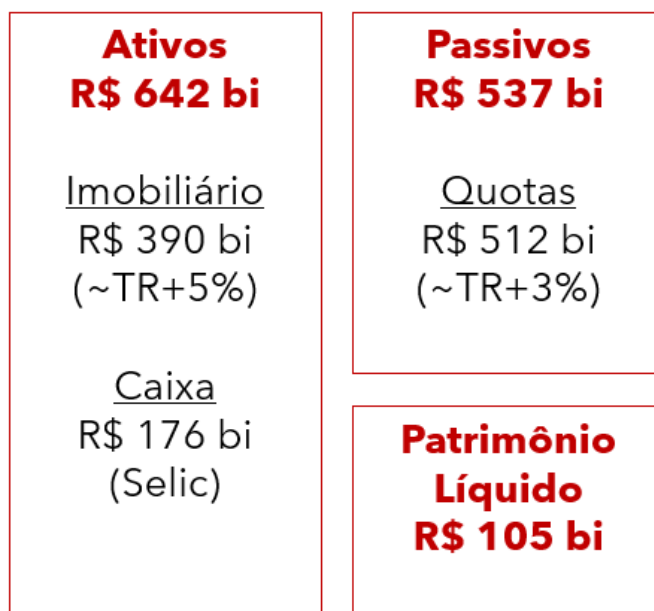 Ativos
R$ 642 bi
Imobiliário
R$ 390 bi
(~TR+5%)
Caixa
R$ 176 bi
(Selic)
Passivos
R$ 537 bi
Quotas
R$ 512 bi
(~TR+3%)
Patrimônio
Líquido
R$ 105 bi